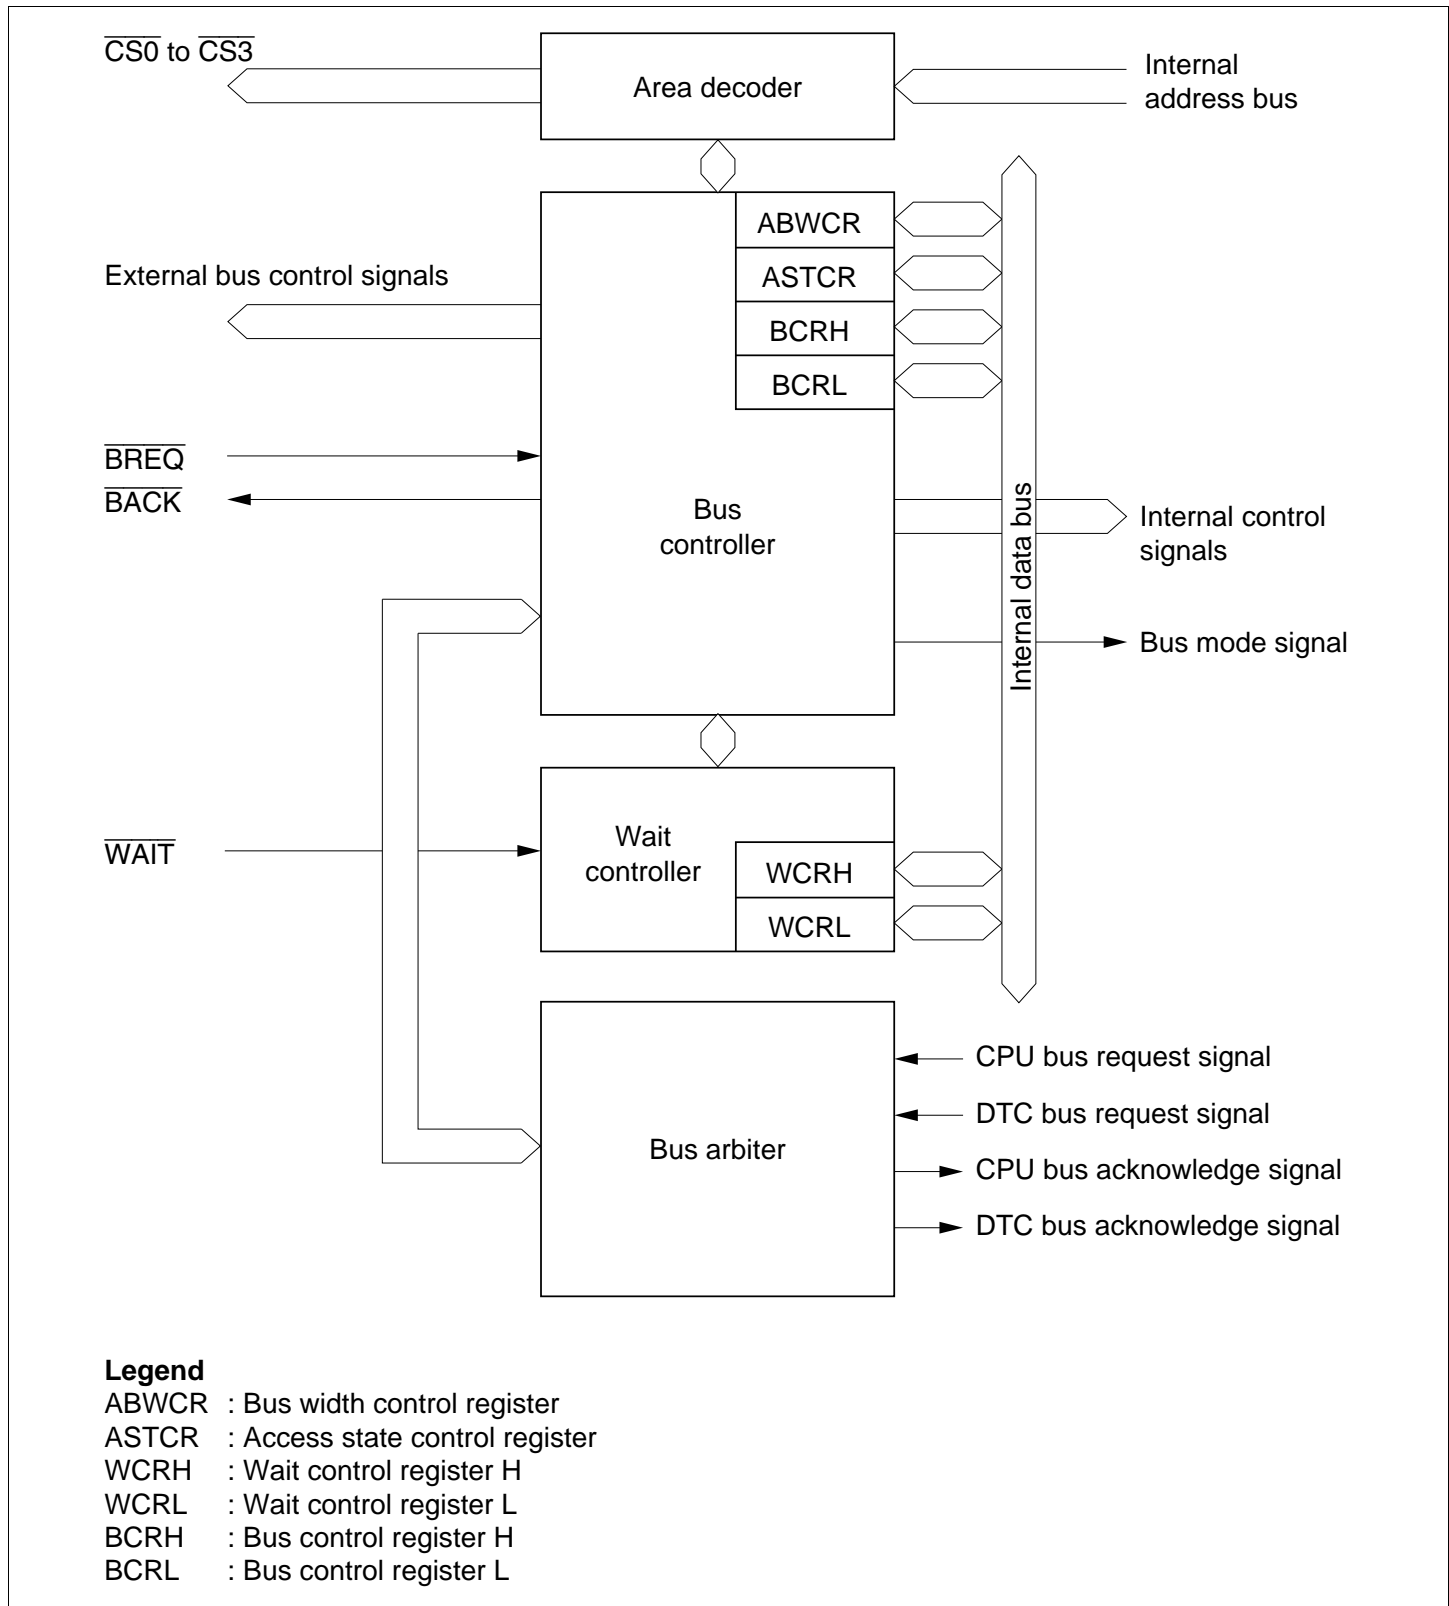 CS0 to CS3
Area decoder
Internal
address bus
ABWCR
ASTCR
BCRH
BCRL
External bus control signals
BREQ
BACK
Bus
controller
Internal data bus
Internal control
signals
Bus mode signal
WAIT
Wait
controller
WCRH
WCRL
Bus arbiter
CPU bus request signal
DTC bus request signal
CPU bus acknowledge signal
DTC bus acknowledge signal
Legend
ABWCR : Bus width control register
ASTCR : Access state control register
WCRH : Wait control register H
WCRL : Wait control register L
BCRH : Bus control register H
BCRL : Bus control register L